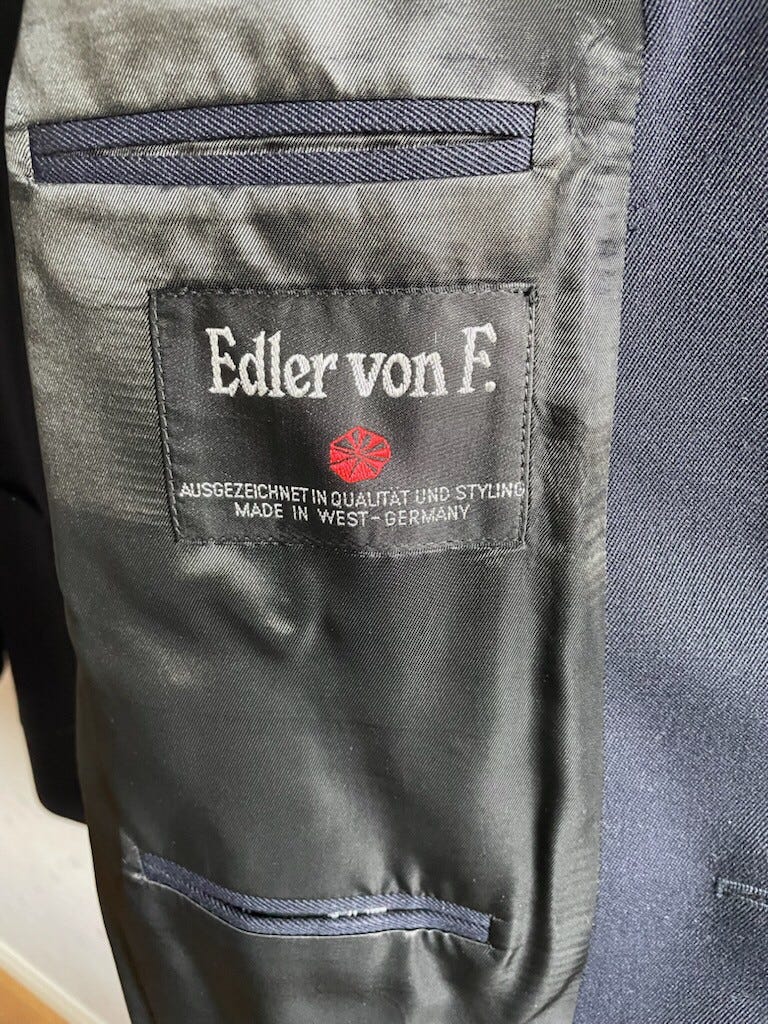 Edler von F.
AUSGEZEICHNET IN QUALITÄT UND STYLING
MADE IN WEST-GERMANY